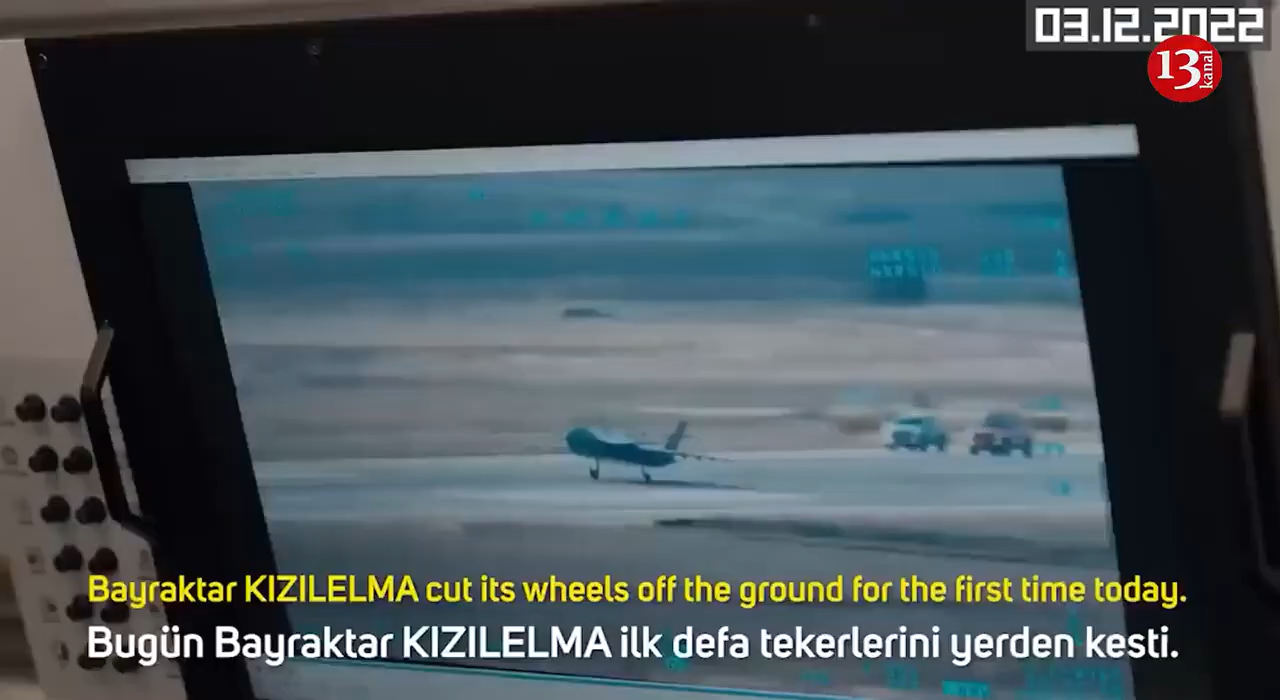 03.12.2022
13 kanal
Bayraktar KIZILELMA cut its wheels off the ground for the first time today.
Bugün Bayraktar KIZILELMA ilk defa tekerlerini yerden kesti.